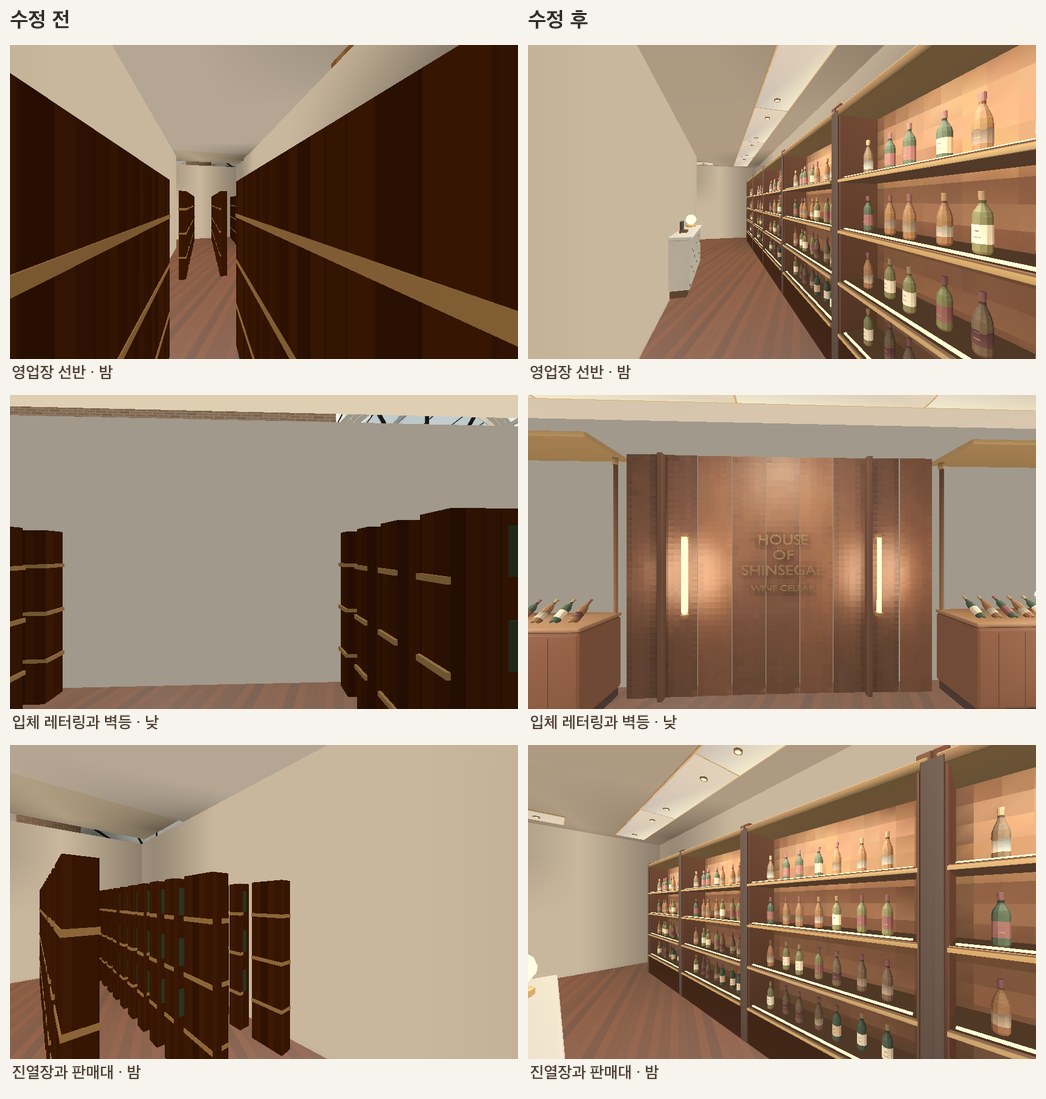 수정 전
수정 후
영업장 선반 · 밤
영업장 선반 · 밤
HOUSE
OF
SHINSEGAE
WINE CELLAR
입체 레터링과 벽등 · 낮
입체 레터링과 벽등 · 낮
진열장과 판매대 · 밤
진열장과 판매대 · 밤